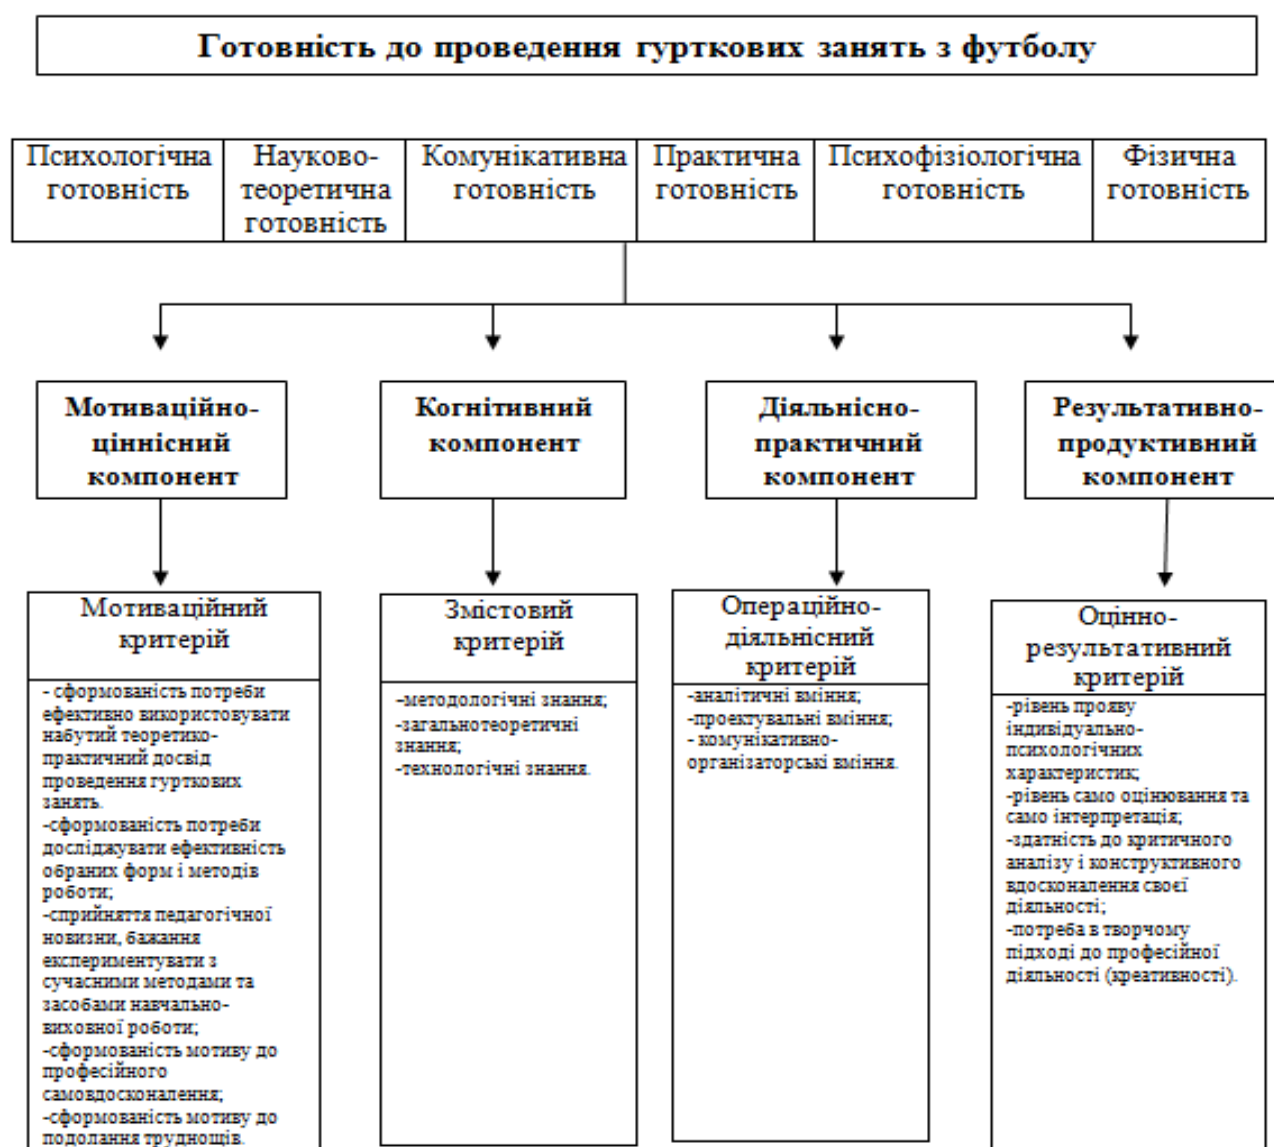 Готовність до проведення гурткових занять з футболу
Психологічна
готовність
Науково-
теоретична
готовність
Комунікативна
готовність
Практична
готовність
Психофізіологічна
готовність
Фізична
готовність
Мотиваційно-
ціннісний
компонент
Когнітивний
компонент
Діяльнісно-
практичний
компонент
Результативно-
продуктивний
компонент
Мотиваційний
критерій
- сформованість потреби
ефективно використовувати
набутий теоретико-
практичний досвід
проведення гурткових
занять.
-сформованість потреби
досліджувати ефективність
обраних форм і методів
роботи;
-сприйняття педагогічної
новизни, бажання
експериментувати з
сучасними методами та
засобами навчально-
виховної роботи;
-сформованість мотиву до
професійного
самовдосконалення;
-сформованість мотиву до
подолання труднощів.
Змістовий
критерій
-методологічні знання;
-загальнотеоретичні
знання;
-технологічні знання.
Операційно-
діяльнісний
критерій
-аналітичні вміння;
-проектувальні вміння;
- комунікативно-
організаторські вміння.
Оцінно-
результативний
критерій
-рівень прояву
індивідуально-
психологічних
характеристик;
-рівень само оцінювання та
само інтерпретація;
-здатність до критичного
аналізу і конструктивного
вдосконалення своєї
діяльності;
-потреба в творчому
підході до професійної
діяльності (креативності).